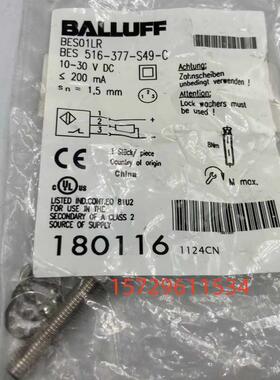 BALLUFF
BES01LR
BES 516-377-S49-C
10-30 V DC
≤ 200 mA
sn = 1,5 mm
Achtung:
Zahnscheiben
unbedingt verwenden!
Attention:
Lock washers must
be used!
1 Stück/ piece
Country of origin
China
M max.
LISTED IND.CONT.EQ 81U2
FOR USE IN THE
SECONDARY OF A CLASS 2
SOURCE OF SUPPLY
180116 1124CN
15729611534